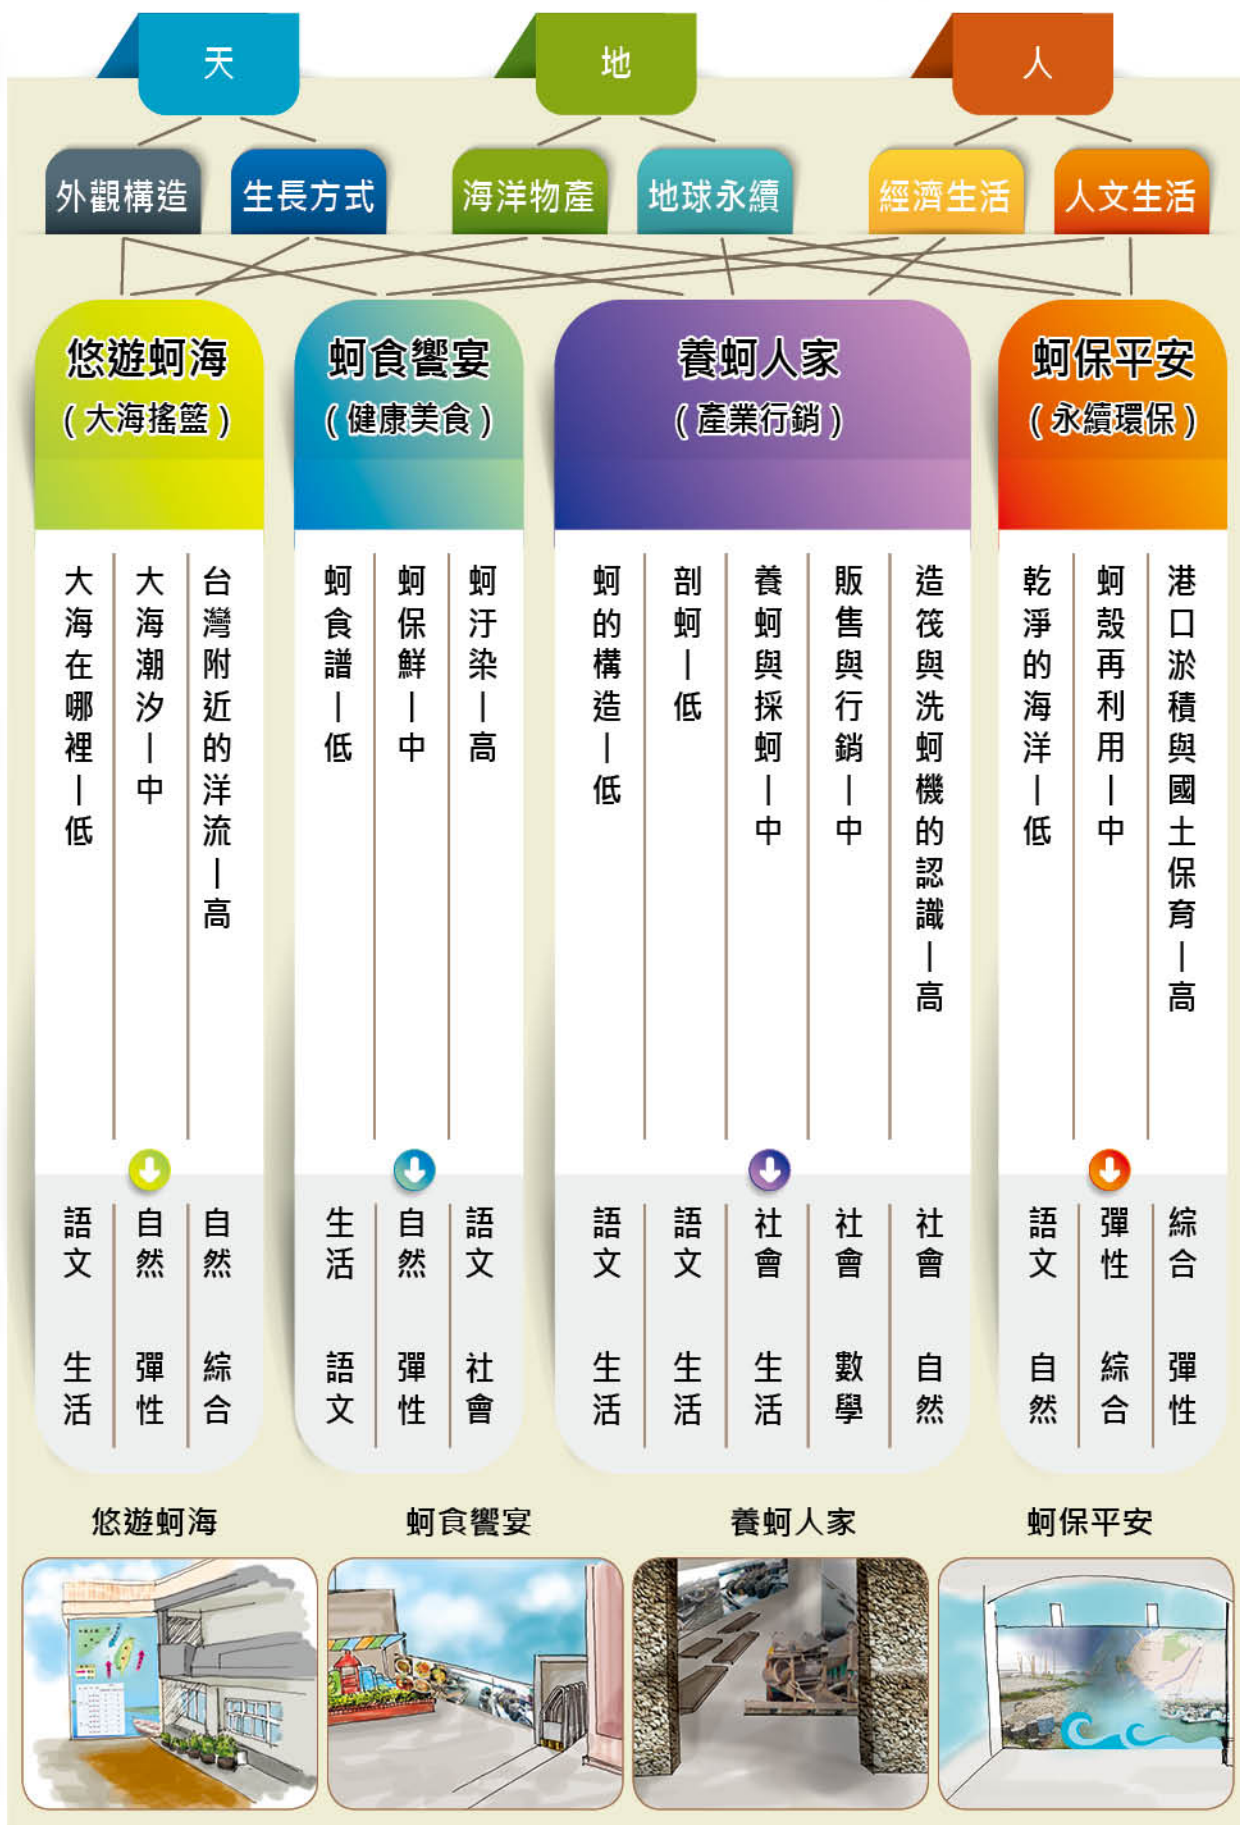 天
地
人
外觀構造
生長方式
海洋物產
地球永續
經濟生活
人文生活
悠遊蚵海
(大海搖籃)
大海在哪裡—低
大海潮汐—中
台灣附近的洋流—高
語文 生活
自然 彈性
自然 綜合
蚵食饗宴
(健康美食)
蚵食譜—低
蚵保鮮—中
蚵汙染—高
生活 語文
自然 彈性
語文 社會
養蚵人家
(產業行銷)
蚵的構造—低
剖蚵—低
養蚵與採蚵—中
販售與行銷—中
造筏與洗蚵機的認識—高
語文 生活
語文 生活
社會 生活
社會 數學
社會 自然
蚵保平安
(永續環保)
乾淨的海洋—低
蚵殼再利用—中
港口淤積與國土保育—高
語文 自然
彈性 綜合
綜合 彈性
悠遊蚵海
蚵食饗宴
養蚵人家
蚵保平安